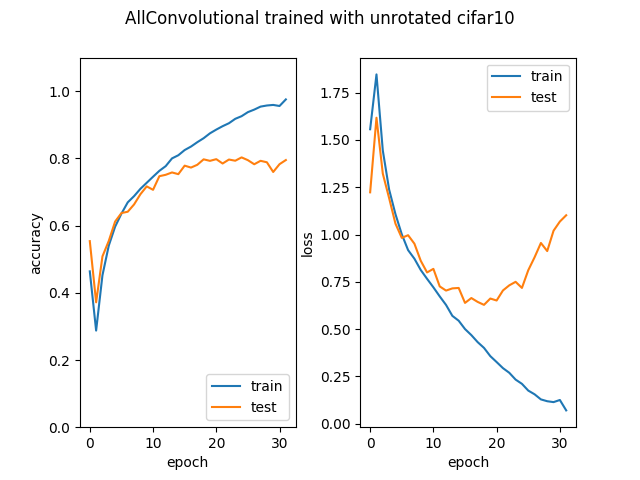 AllConvolutional trained with unrotated cifar10
accuracy
1.0
0.8
0.6
0.4
0.2
0.0
0 10 20 30
epoch
train
test
loss
1.75
1.50
1.25
1.00
0.75
0.50
0.25
0.00
0 10 20 30
epoch
train
test